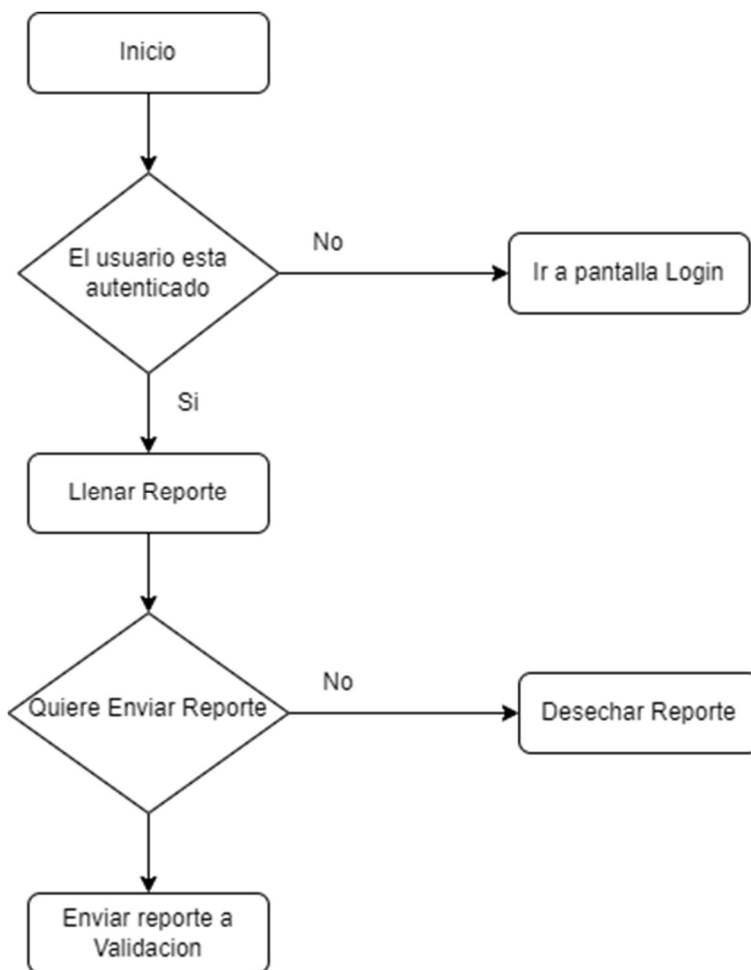 Inicio
El usuario esta
autenticado
No
Ir a pantalla Login
Si
Llenar Reporte
Quiere Enviar Reporte
No
Desechar Reporte
Enviar reporte a
Validacion